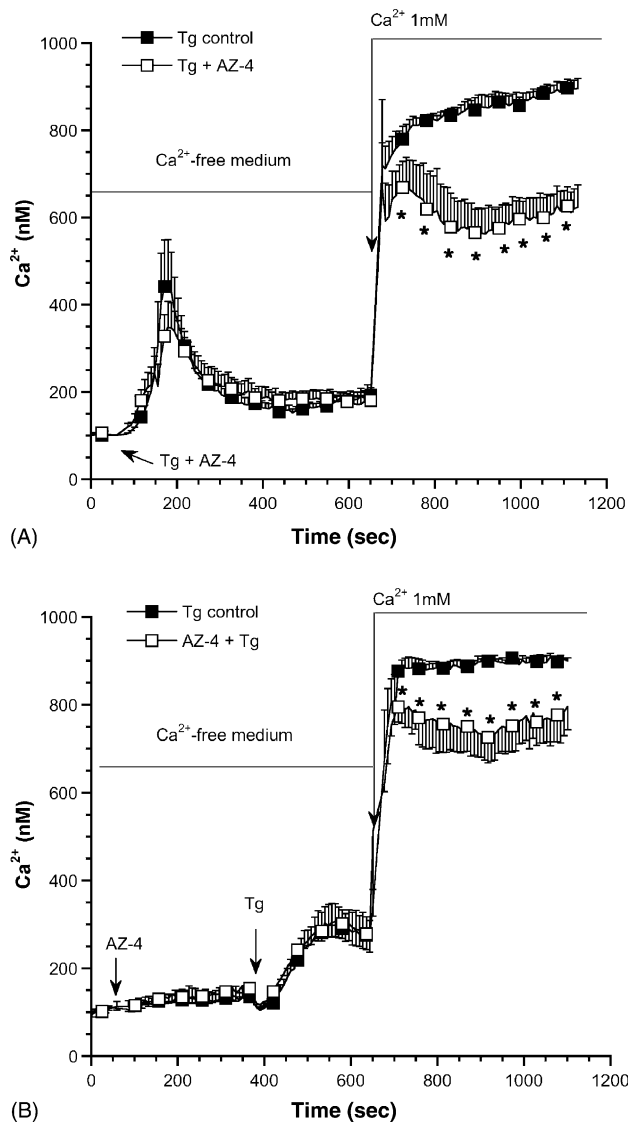 Ca²⁺ 1mM
Tg control
Tg + AZ-4
Ca²⁺-free medium
Ca²⁺ (nM)
1000
800
600
400
200
0
Tg + AZ-4
0 200 400 600 800 1000 1200
Time (sec)
(A)
Ca²⁺ 1mM
Tg control
AZ-4 + Tg
Ca²⁺-free medium
Ca²⁺ (nM)
1000
800
600
400
200
0
* * * * * * * *
* * * * * * * *
Tg
AZ-4
0 200 400 600 800 1000 1200
Time (sec)
(B)